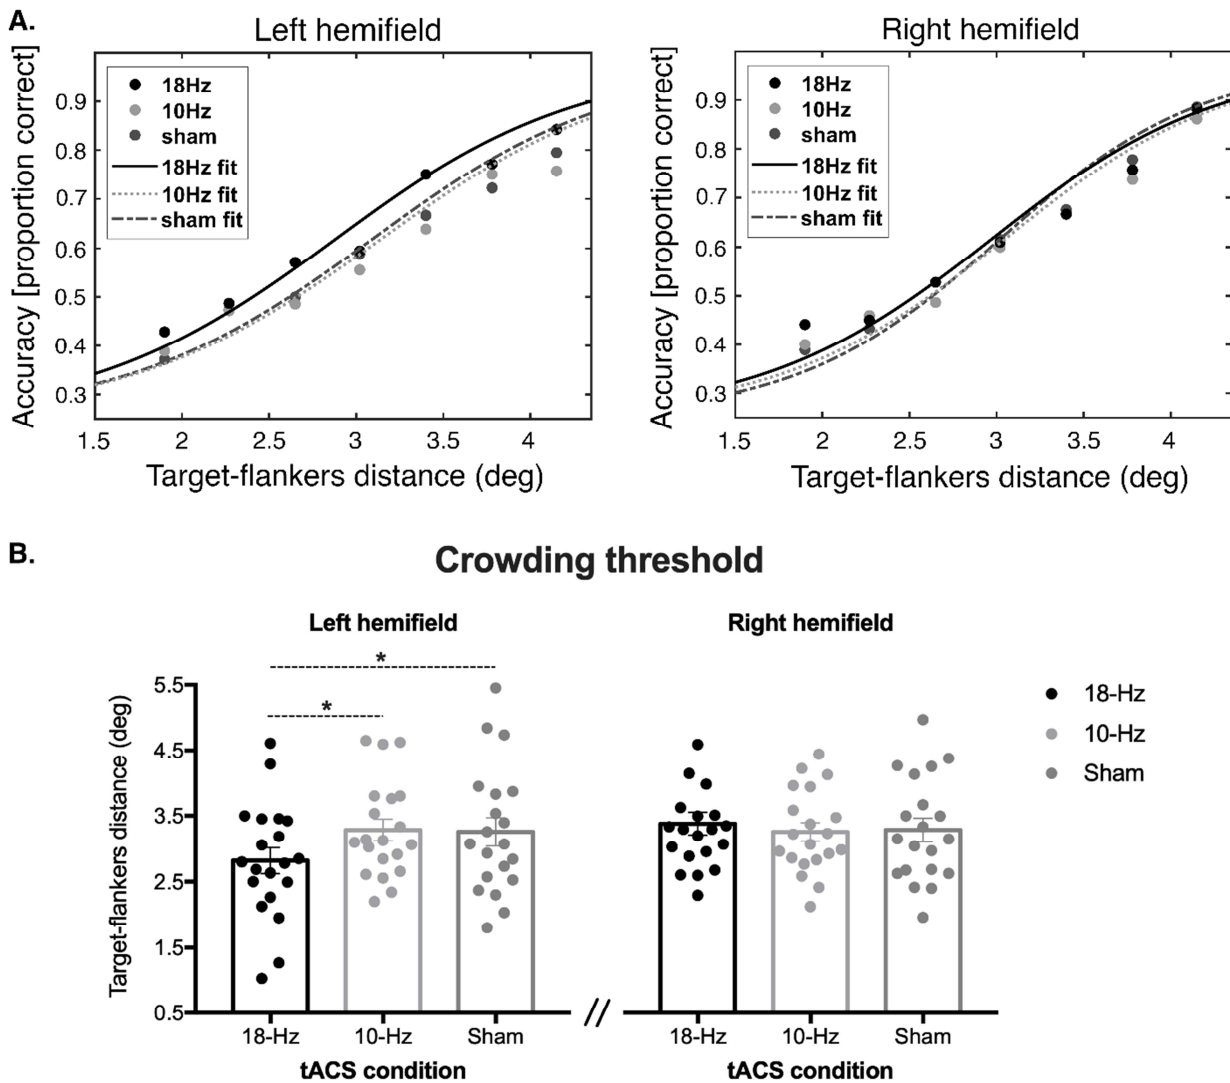 A.
Left hemifield
Accuracy [proportion correct]
0.9
0.8
0.7
0.6
0.5
0.4
0.3
18Hz
10Hz
sham
18Hz fit
10Hz fit
sham fit
1.5 2 2.5 3 3.5 4
Target-flankers distance (deg)
Right hemifield
Accuracy [proportion correct]
0.9
0.8
0.7
0.6
0.5
0.4
0.3
18Hz
10Hz
sham
18Hz fit
10Hz fit
sham fit
1.5 2 2.5 3 3.5 4
Target-flankers distance (deg)
B.
Crowding threshold
Left hemifield
Right hemifield
*
*
Target-flankers distance (deg)
5.5
4.5
3.5
2.5
1.5
0.5
18-Hz 10-Hz Sham
tACS condition
//
18-Hz 10-Hz Sham
tACS condition
18-Hz
10-Hz
Sham